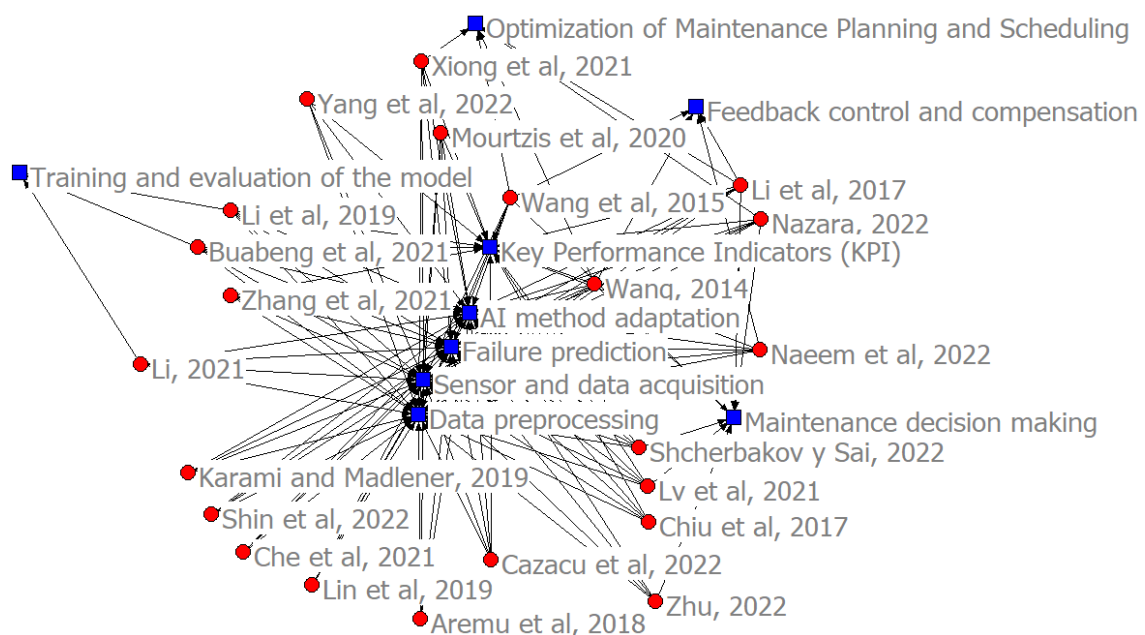 Optimization of Maintenance Planning and Scheduling
Xiong et al, 2021
Yang et al, 2022
Feedback control and compensation
Mourtzis et al, 2020
Training and evaluation of the model
Li et al, 2017
Wang et al, 2015
Li et al, 2019
Nazara, 2022
Buabeng et al, 2021
Key Performance Indicators (KPI)
Zhang et al, 2021
Wang, 2014
AI method adaptation
Failure prediction
Naeem et al, 2022
Li, 2021
Sensor and data acquisition
Data preprocessing
Maintenance decision making
Shcherbakov y Sai, 2022
Karami and Madlener, 2019
Lv et al, 2021
Shin et al, 2022
Chiu et al, 2017
Che et al, 2021
Cazacu et al, 2022
Lin et al, 2019
Zhu, 2022
Aremu et al, 2018